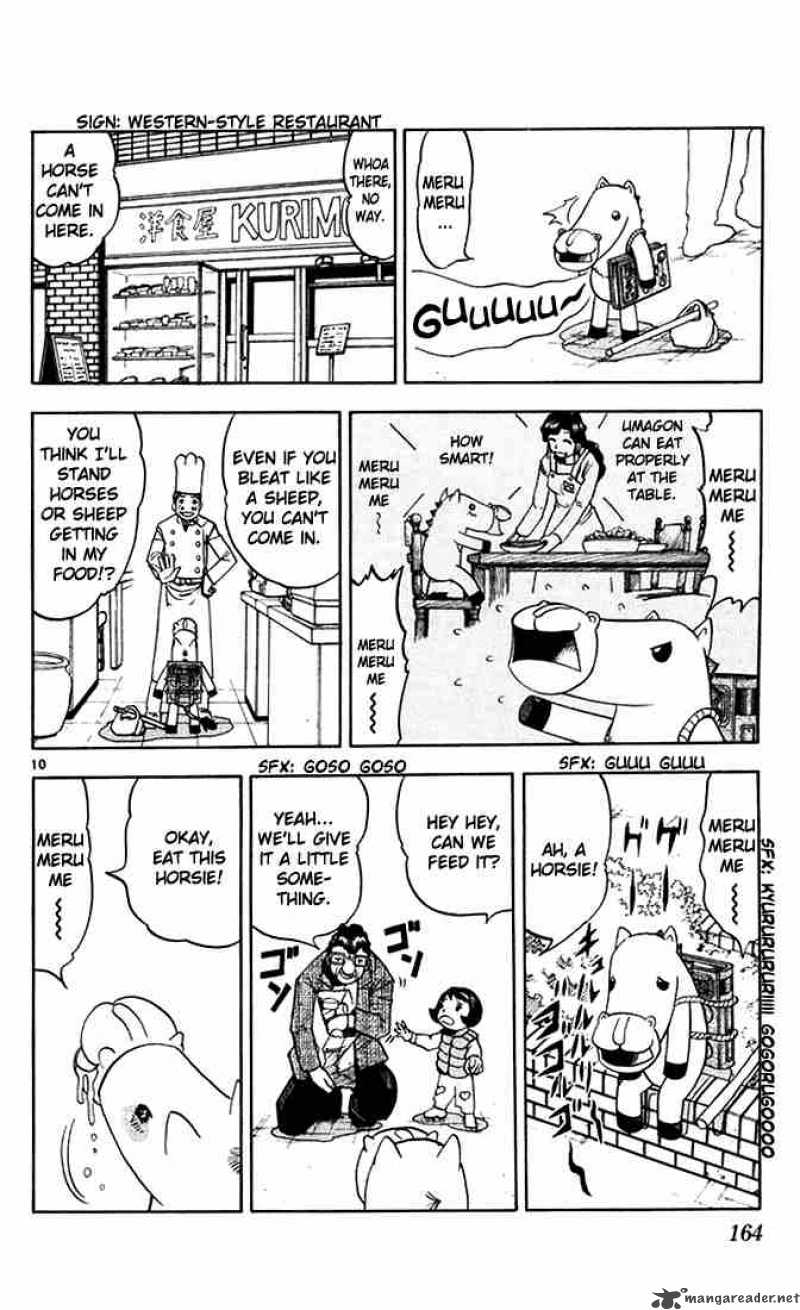 SIGN: WESTERN-STYLE RESTAURANT
MERU
MERU
...
GUUUUU~
WHOA
THERE,
NO
WAY.
A
HORSE
CAN'T
COME IN
HERE.
洋食屋 KURIMO
UMAGON
CAN EAT
PROPERLY
AT THE
TABLE.
HOW
SMART!
MERU
MERU
ME
~
MERU
MERU
ME
~
MERU
MERU
ME
~
EVEN IF YOU
BLEAT LIKE
A SHEEP,
YOU CAN'T
COME IN.
YOU
THINK I'LL
STAND
HORSES
OR SHEEP
GETTING
IN MY
FOOD!?
10
SFX: GUUU GUUU
MERU
MERU
ME
~
AH, A
HORSIE!
SFX: KYURURURURURIIIII GOGORUGOOOO
SFX: GOSO GOSO
HEY HEY,
CAN WE
FEED IT?
YEAH...
WE'LL GIVE
IT A LITTLE
SOME-
THING.
ゴソ
ゴソ
OKAY,
EAT THIS
HORSIE!
MERU
MERU
ME
~
164
mangareader.net